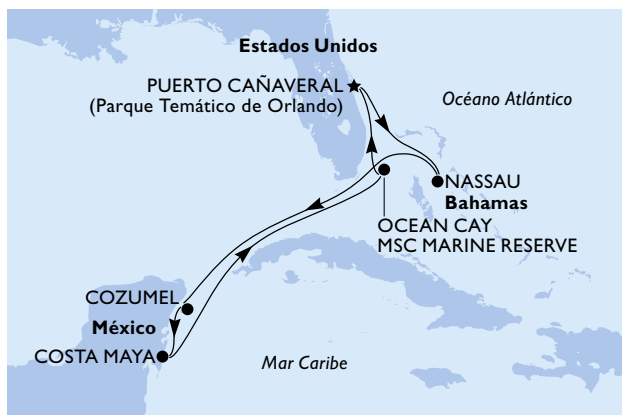 Estados Unidos
PUERTO CAÑAVERAL
(Parque Temático de Orlando)
Océano Atlántico
NASSAU
Bahamas
OCEAN CAY
MSC MARINE RESERVE
COZUMEL
México
COSTA MAYA
Mar Caribe